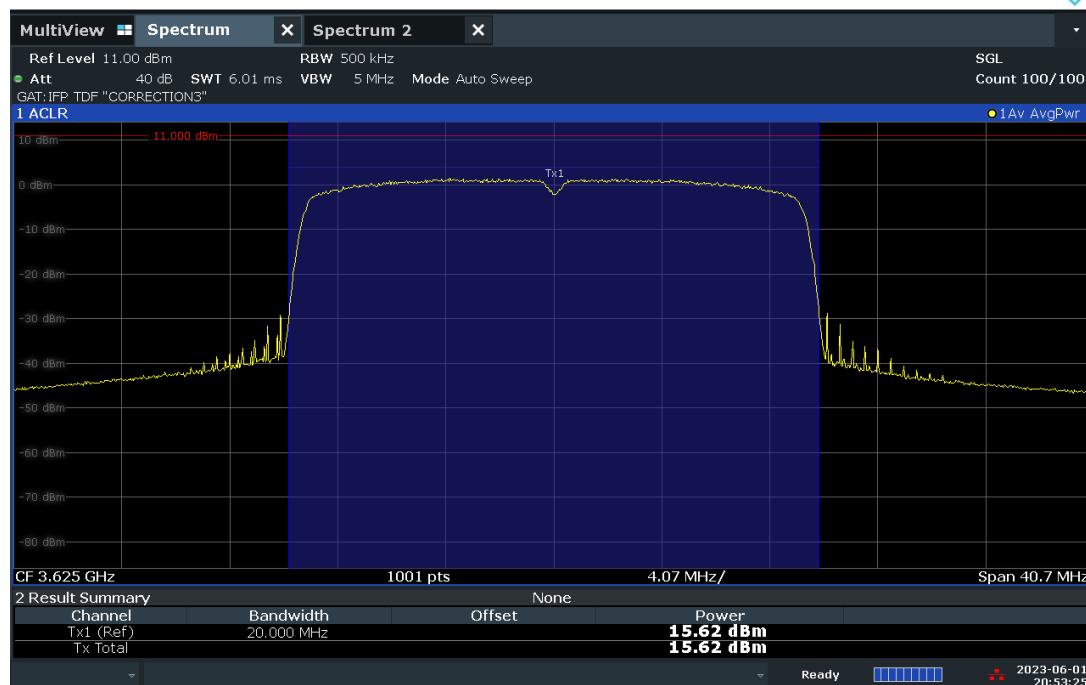 MultiView Spectrum X Spectrum 2 X
Ref Level 11.00 dBm RBW 500 kHz SGL
Att 40 dB SWT 6.01 ms VBW 5 MHz Mode Auto Sweep Count 100/100
GAT:IFP TDF "CORRECTION3"
1 ACLR 1Av AvgPwr
10 dBm 11.000 dBm
Tx1
0 dBm
-10 dBm
-20 dBm
-30 dBm
-40 dBm
-50 dBm
-60 dBm
-70 dBm
-80 dBm
CF 3.625 GHz 1001 pts 4.07 MHz/ Span 40.7 MHz
2 Result Summary None
Channel Bandwidth Offset Power
Tx1 (Ref) 20.000 MHz 15.62 dBm
Tx Total 15.62 dBm
Ready 2023-06-01
20:53:25